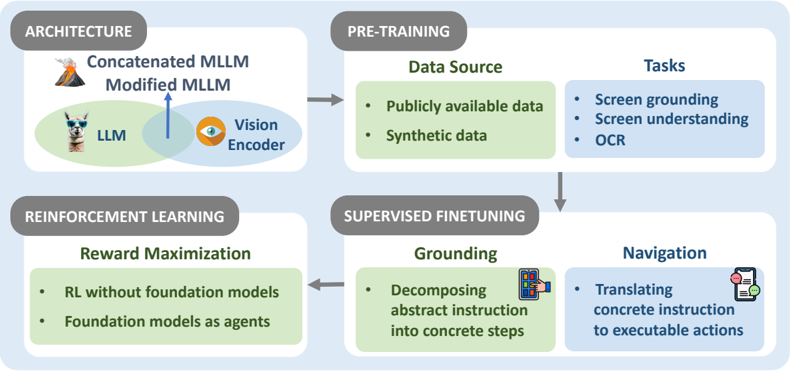 ARCHITECTURE
Concatenated MLLM
Modified MLLM
LLM
Vision
Encoder
PRE-TRAINING
Data Source
• Publicly available data
• Synthetic data
Tasks
• Screen grounding
• Screen understanding
• OCR
REINFORCEMENT LEARNING
Reward Maximization
• RL without foundation models
• Foundation models as agents
SUPERVISED FINETUNING
Grounding
• Decomposing
abstract instruction
into concrete steps
Navigation
• Translating
concrete instruction
to executable actions